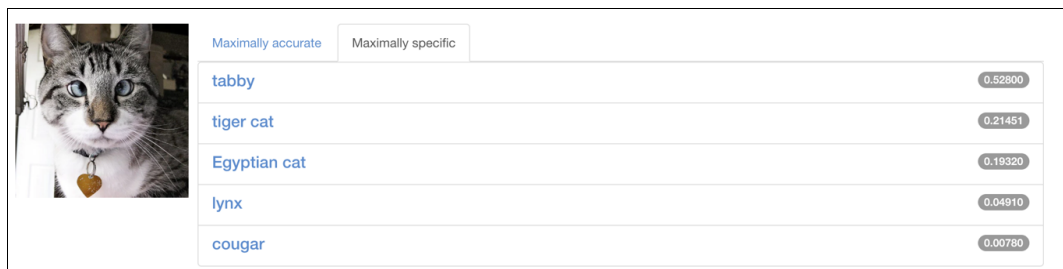 Maximally accurate Maximally specific
tabby 0.52800
tiger cat 0.21451
Egyptian cat 0.19320
lynx 0.04910
cougar 0.00780